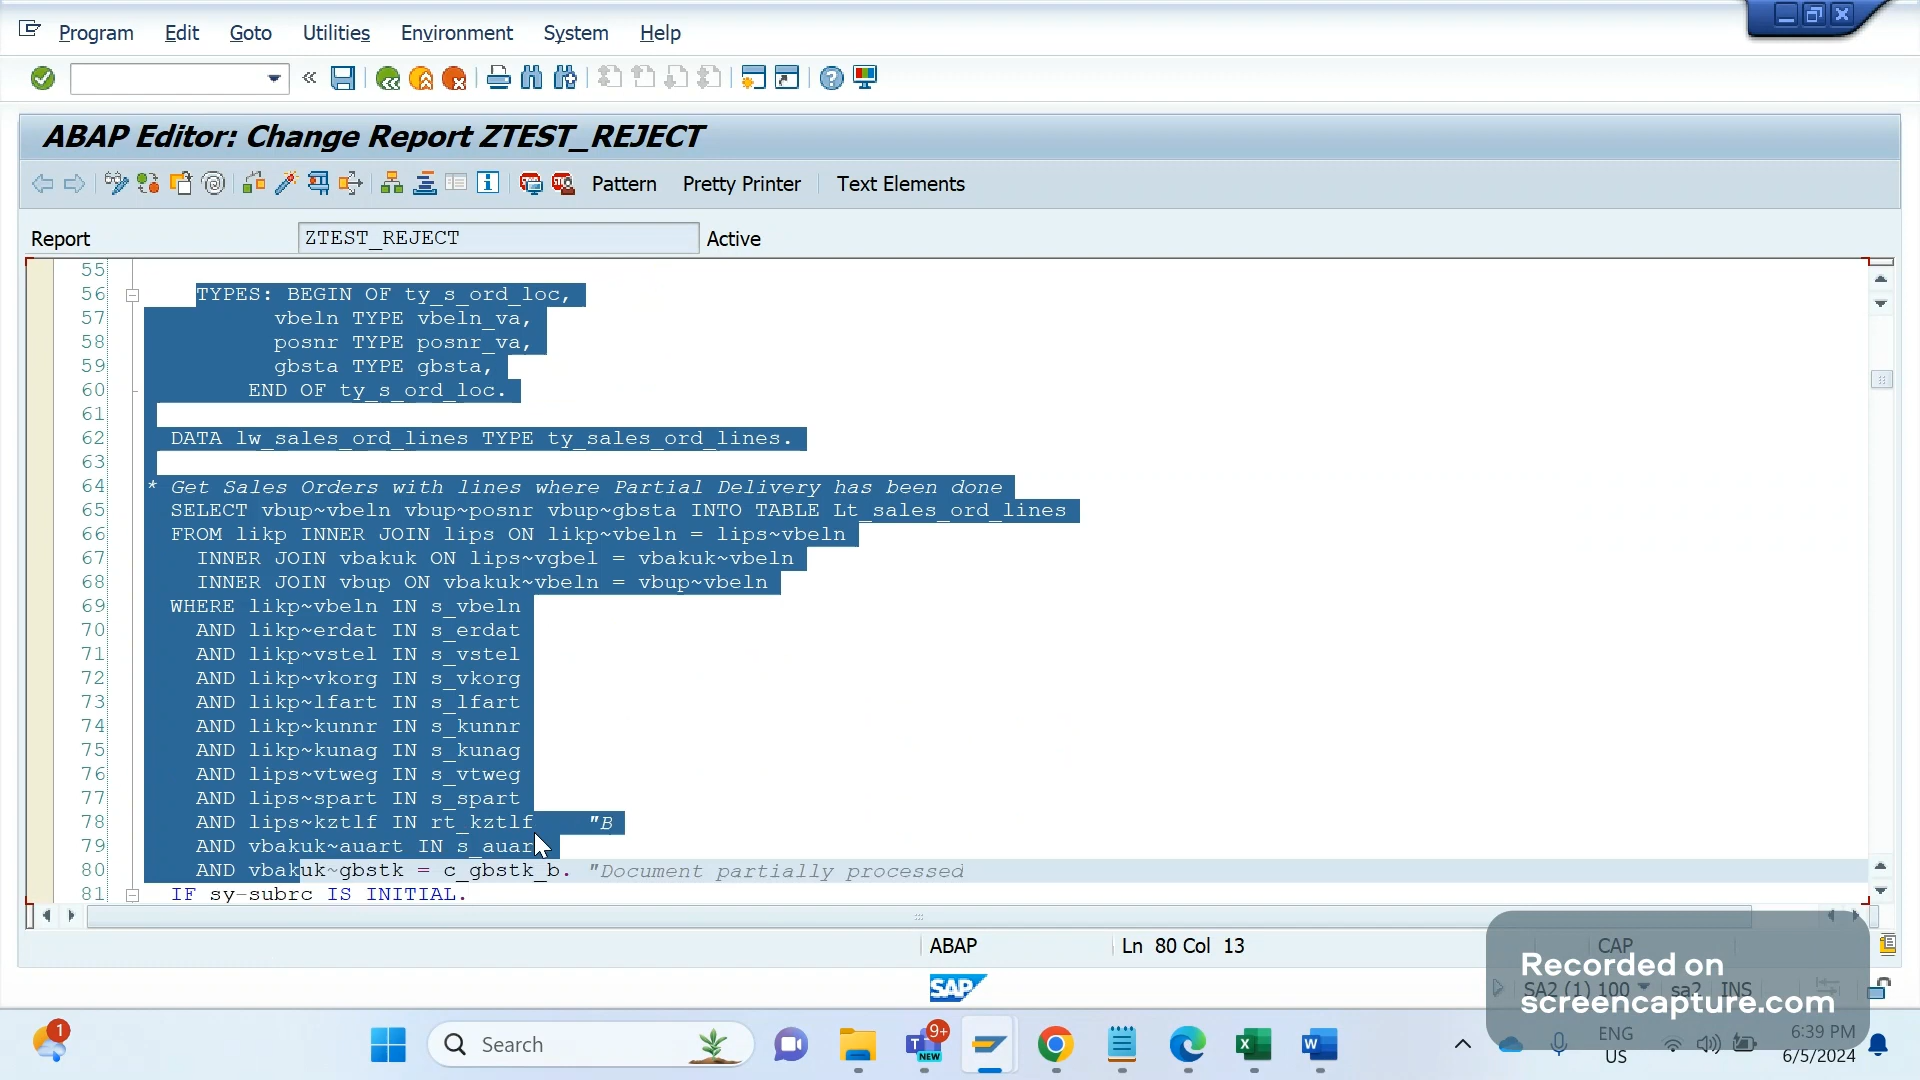 Program Edit Goto Utilities Environment System Help
ABAP Editor: Change Report ZTEST_REJECT
Pattern Pretty Printer Text Elements
Report ZTEST_REJECT Active
55
56 TYPES: BEGIN OF ty_s_ord_loc,
57 vbeln TYPE vbeln_va,
58 posnr TYPE posnr_va,
59 gbsta TYPE gbsta,
60 END OF ty_s_ord_loc.
61
62 DATA lw_sales_ord_lines TYPE ty_sales_ord_lines.
63
64 * Get Sales Orders with lines where Partial Delivery has been done
65 SELECT vbup~vbeln vbup~posnr vbup~gbsta INTO TABLE Lt_sales_ord_lines
66 FROM likp INNER JOIN lips ON likp~vbeln = lips~vbeln
67 INNER JOIN vbakuk ON lips~vgbel = vbakuk~vbeln
68 INNER JOIN vbup ON vbakuk~vbeln = vbup~vbeln
69 WHERE likp~vbeln IN s_vbeln
70 AND likp~erdat IN s_erdat
71 AND likp~vstel IN s_vstel
72 AND likp~vkorg IN s_vkorg
73 AND likp~lfart IN s_lfart
74 AND likp~kunnr IN s_kunnr
75 AND likp~kunag IN s_kunag
76 AND lips~vtweg IN s_vtweg
77 AND lips~spart IN s_spart
78 AND lips~kztlf IN rt_kztlf "B
79 AND vbakuk~auart IN s_auar
80 AND vbakuk~gbstk = c_gbstk_b. "Document partially processed
81 IF sy-subrc IS INITIAL.
ABAP Ln 80 Col 13 CAP
SAP SA2 (1) 100 sa2 INS
Recorded on
screencapture.com
1 Search 9+ NEW ENG
US
6:39 PM
6/5/2024